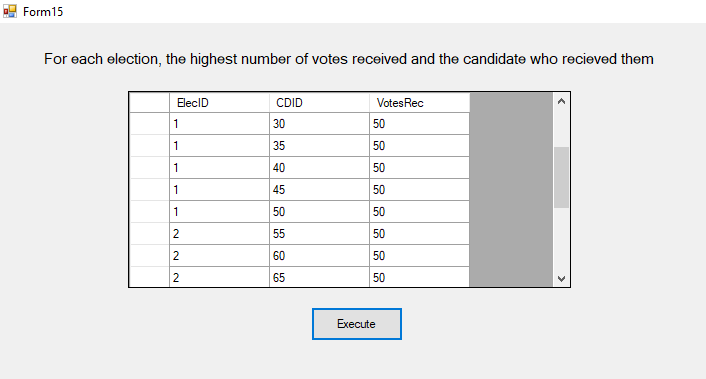 Form15
For each election, the highest number of votes received and the candidate who recieved them
ElecID CDID VotesRec
1 30 50
1 35 50
1 40 50
1 45 50
1 50 50
2 55 50
2 60 50
2 65 50
Execute